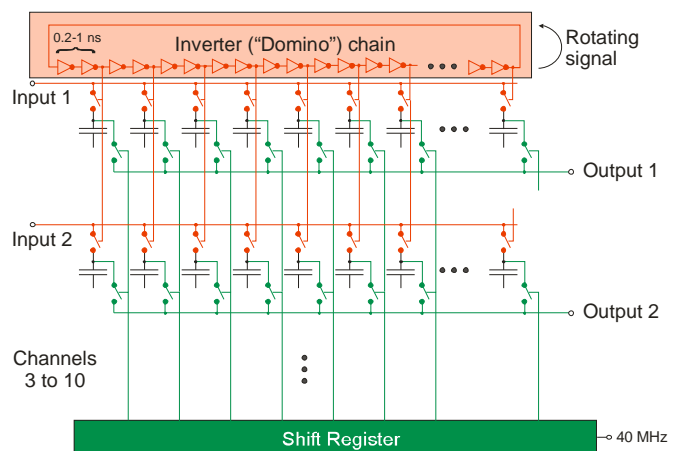 0.2-1 ns
Inverter ("Domino") chain
Rotating
signal
Input 1
Output 1
Input 2
Output 2
Channels
3 to 10
Shift Register
40 MHz